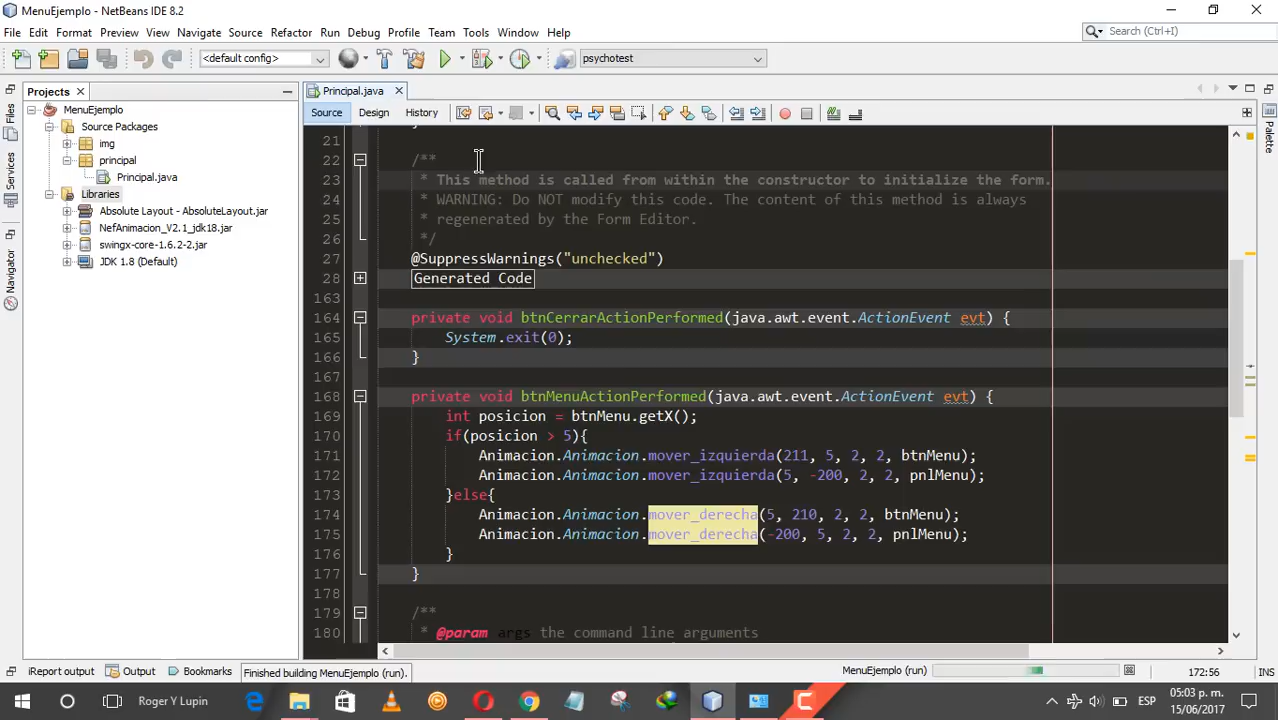 MenuEjemplo - NetBeans IDE 8.2
File Edit Format Preview View Navigate Source Refactor Run Debug Profile Team Tools Window Help
Search (Ctrl+I)
<default config>
psychotest
Projects
Principal.java
Files
Services
Navigator
Palette
MenuEjemplo
Source Packages
img
principal
Principal.java
Libraries
Absolute Layout - AbsoluteLayout.jar
NefAnimacion_V2.1_jdk18.jar
swingx-core-1.6.2-2.jar
JDK 1.8 (Default)
Source Design History
21
22 /**
23 * This method is called from within the constructor to initialize the form.
24 * WARNING: Do NOT modify this code. The content of this method is always
25 * regenerated by the Form Editor.
26 */
27 @SuppressWarnings("unchecked")
28 Generated Code
163
164 private void btnCerrarActionPerformed(java.awt.event.ActionEvent evt) {
165 System.exit(0);
166 }
167
168 private void btnMenuActionPerformed(java.awt.event.ActionEvent evt) {
169 int posicion = btnMenu.getX();
170 if(posicion > 5){
171 Animacion.Animacion.mover_izquierda(211, 5, 2, 2, btnMenu);
172 Animacion.Animacion.mover_izquierda(5, -200, 2, 2, pnlMenu);
173 }else{
174 Animacion.Animacion.mover_derecha(5, 210, 2, 2, btnMenu);
175 Animacion.Animacion.mover_derecha(-200, 5, 2, 2, pnlMenu);
176 }
177 }
178
179 /**
180 * @param args the command line arguments
iReport output Output Bookmarks Finished building MenuEjemplo (run). MenuEjemplo (run) 172:56 INS
Roger Y Lupin
ESP
05:03 p. m.
15/06/2017